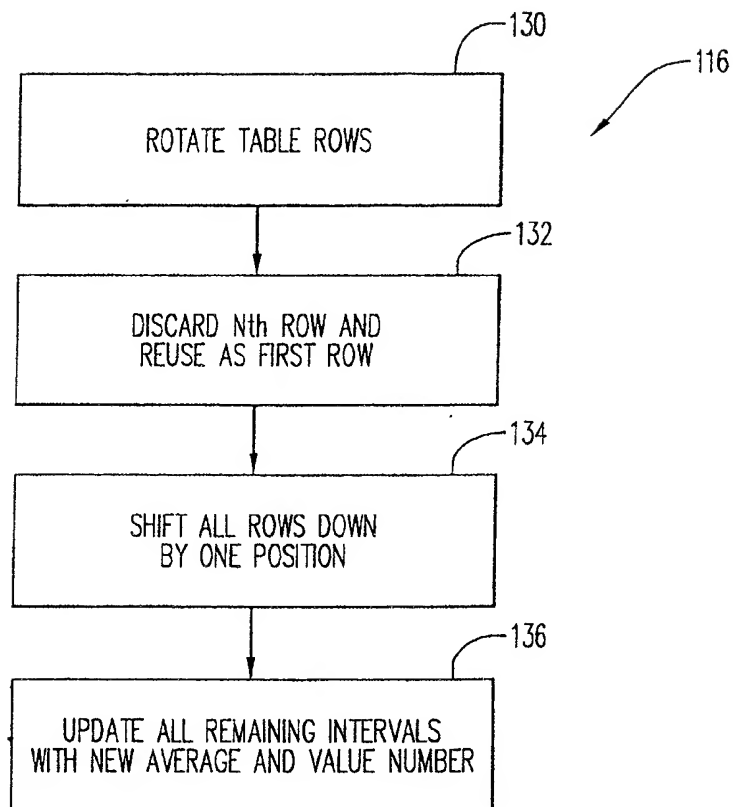 130
116
ROTATE TABLE ROWS
132
DISCARD Nth ROW AND
REUSE AS FIRST ROW
134
SHIFT ALL ROWS DOWN
BY ONE POSITION
136
UPDATE ALL REMAINING INTERVALS
WITH NEW AVERAGE AND VALUE NUMBER